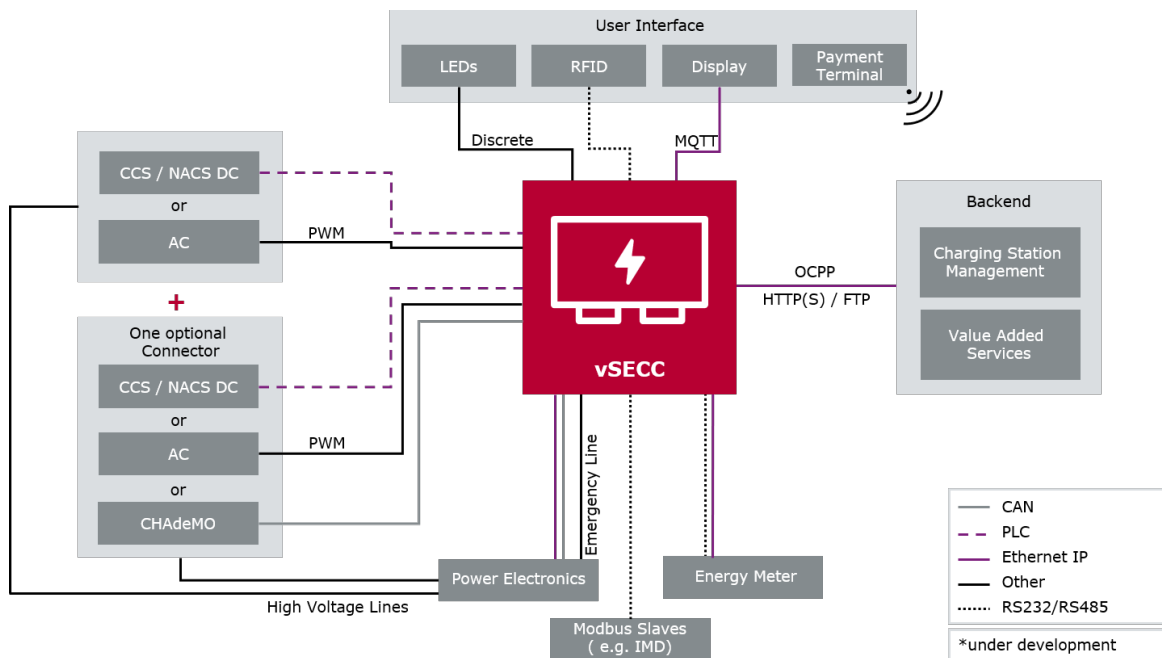 User Interface
LEDs
RFID
Display
Payment
Terminal
Discrete
MQTT
CCS / NACS DC
or
AC
PWM
+
One optional
Connector
CCS / NACS DC
or
AC
PWM
or
CHAdeMO
vSECC
OCPP
HTTP(S) / FTP
Backend
Charging Station
Management
Value Added
Services
Emergency Line
Power Electronics
High Voltage Lines
Energy Meter
Modbus Slaves
( e.g. IMD)
CAN
PLC
Ethernet IP
Other
RS232/RS485
*under development